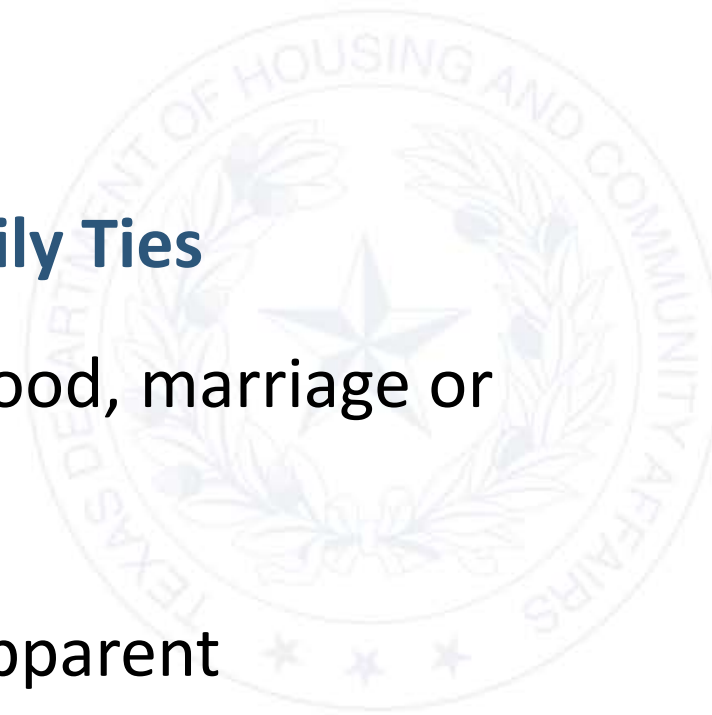 ily Ties
ood, marriage or
pparent
TEXAS DEPARTMENT OF HOUSING AND COMMUNITY AFFAIRS